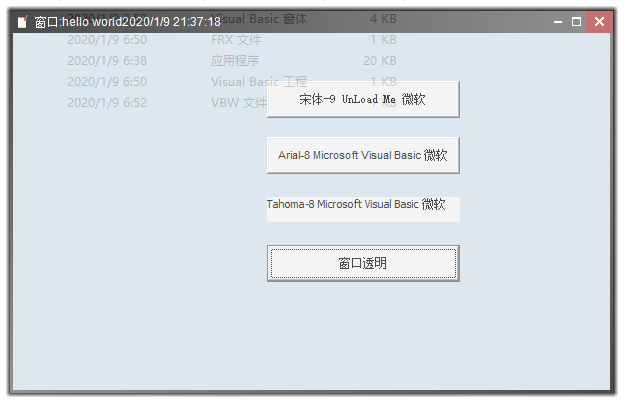 窗口:hello world2020/1/9 21:37:18
Visual Basic 窗体 4 KB
2020/1/9 6:50 FRX 文件 1 KB
2020/1/9 6:38 应用程序 20 KB
2020/1/9 6:50 Visual Basic 工程 1 KB
2020/1/9 6:52 VBW 文件 KB
宋体-9 UnLoad Me 微软
Arial-8 Microsoft Visual Basic 微软
Tahoma-8 Microsoft Visual Basic 微软
窗口透明